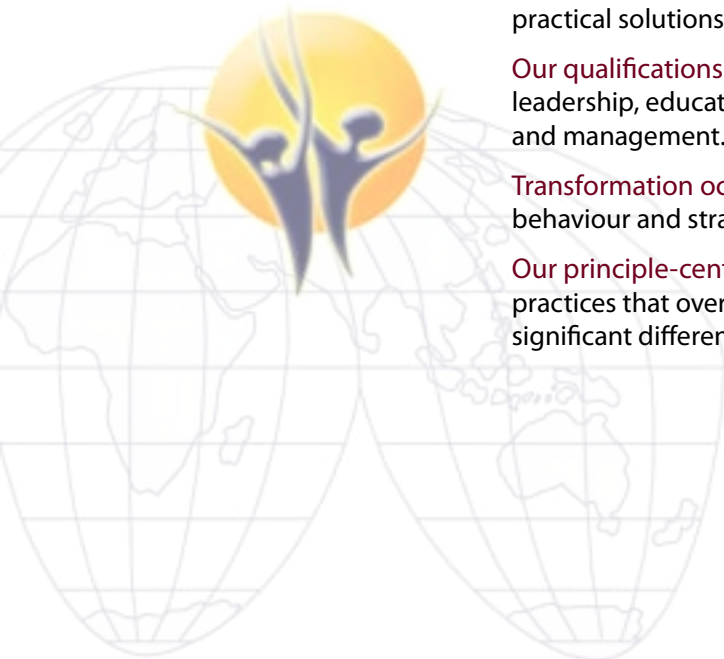 practical solutions
Our qualifications
leadership, educat
and management.
Transformation oc
behaviour and stra
Our principle-cent
practices that over
significant differen